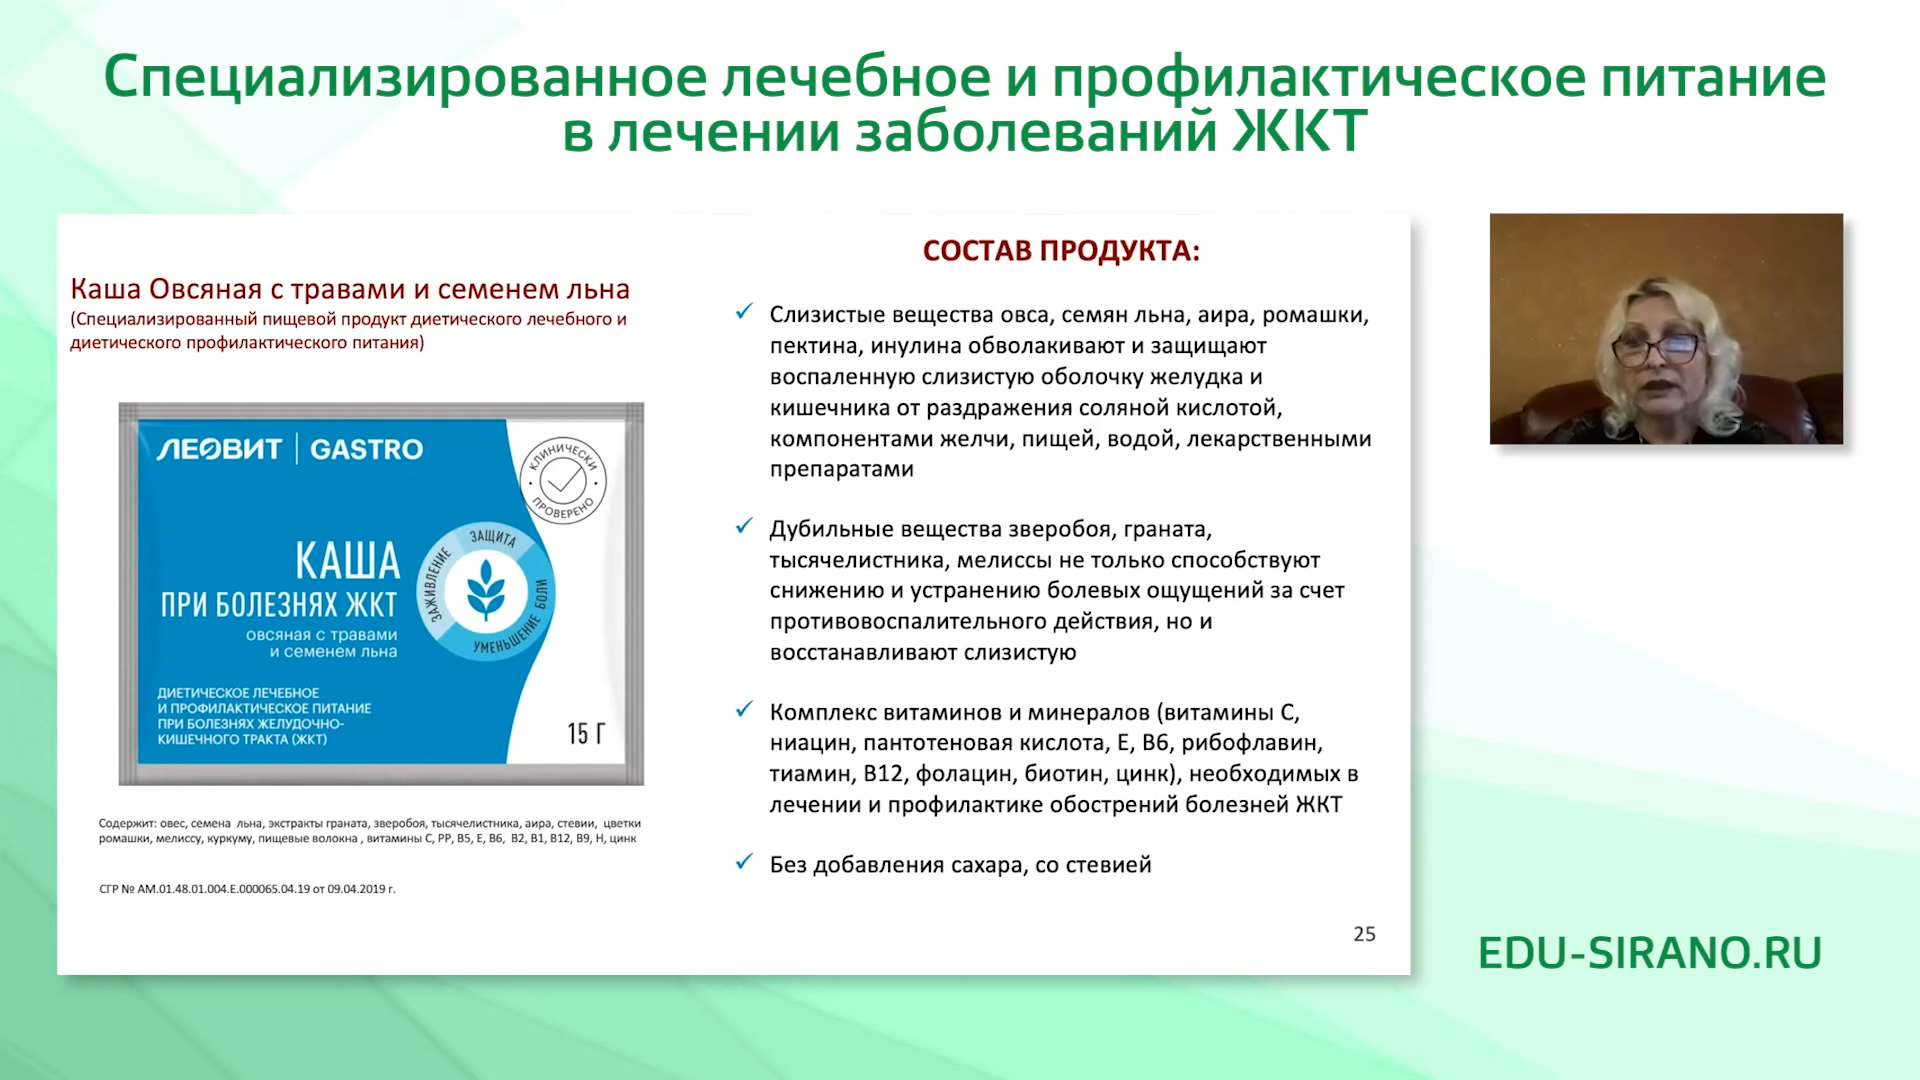 Специализированное лечебное и профилактическое питание
в лечении заболеваний ЖКТ
Каша Овсяная с травами и семенем льна
(Специализированный пищевой продукт диетического лечебного и
диетического профилактического питания)
ЛЕОВИТ | GASTRO
КЛИНИЧЕСКИ
ПРОВЕРЕНО
КАША
ПРИ БОЛЕЗНЯХ ЖКТ
овсяная с травами
и семенем льна
ЗАЖИВЛЕНИЕ
ЗАЩИТА
УМЕНЬШЕНИЕ БОЛИ
ДИЕТИЧЕСКОЕ ЛЕЧЕБНОЕ
И ПРОФИЛАКТИЧЕСКОЕ ПИТАНИЕ
ПРИ БОЛЕЗНЯХ ЖЕЛУДОЧНО-
КИШЕЧНОГО ТРАКТА (ЖКТ)
15 Г
Содержит: овес, семена льна, экстракты граната, зверобоя, тысячелистника, аира, стевии, цветки
ромашки, мелиссу, куркуму, пищевые волокна , витамины С, РР, В5, Е, В6, В2, В1, В12, В9, Н, цинк
СГР № AM.01.48.01.004.E.000065.04.19 от 09.04.2019 г.
СОСТАВ ПРОДУКТА:
✓ Слизистые вещества овса, семян льна, аира, ромашки,
пектина, инулина обволакивают и защищают
воспаленную слизистую оболочку желудка и
кишечника от раздражения соляной кислотой,
компонентами желчи, пищей, водой, лекарственными
препаратами
✓ Дубильные вещества зверобоя, граната,
тысячелистника, мелиссы не только способствуют
снижению и устранению болевых ощущений за счет
противовоспалительного действия, но и
восстанавливают слизистую
✓ Комплекс витаминов и минералов (витамины С,
ниацин, пантотеновая кислота, Е, В6, рибофлавин,
тиамин, В12, фолацин, биотин, цинк), необходимых в
лечении и профилактике обострений болезней ЖКТ
✓ Без добавления сахара, со стевией
25
EDU-SIRANO.RU